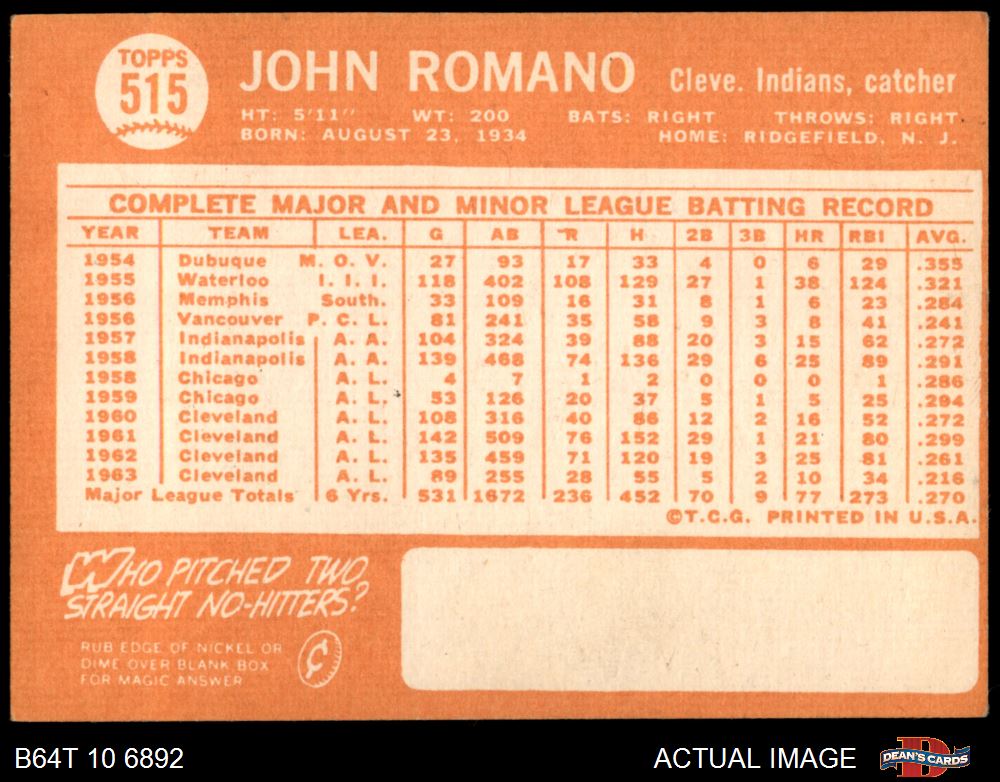 TOPPS
515
JOHN ROMANO Cleve. Indians, catcher
HT: 5'11" WT: 200 BATS: RIGHT THROWS: RIGHT
BORN: AUGUST 23, 1934 HOME: RIDGEFIELD, N. J.
COMPLETE MAJOR AND MINOR LEAGUE BATTING RECORD
YEAR TEAM LEA. G AB R H 2B 3B HR RBI AVG.
1954 Dubuque M. O. V. 27 93 17 33 4 0 6 29 .355
1955 Waterloo I. I. I. 118 402 108 129 27 1 38 124 .321
1956 Memphis South. 33 109 16 31 8 1 6 23 .284
1956 Vancouver P. C. L. 81 241 35 58 9 3 8 41 .241
1957 Indianapolis A. A. 104 324 39 88 20 3 15 62 .272
1958 Indianapolis A. A. 139 468 74 136 29 6 25 89 .291
1958 Chicago A. L. 4 7 1 2 0 0 0 1 .286
1959 Chicago A. L. 53 126 20 37 5 1 5 25 .294
1960 Cleveland A. L. 108 316 40 86 12 2 16 52 .272
1961 Cleveland A. L. 142 509 76 152 29 1 21 80 .299
1962 Cleveland A. L. 135 459 71 120 19 3 25 81 .261
1963 Cleveland A. L. 89 255 28 55 5 2 10 34 .216
Major League Totals 6 Yrs. 531 1672 236 452 70 9 77 273 .270
©T.C.G. PRINTED IN U.S.A.
WHO PITCHED TWO
STRAIGHT NO-HITTERS?
RUB EDGE OF NICKEL OR
DIME OVER BLANK BOX
FOR MAGIC ANSWER
¢
B64T 10 6892 ACTUAL IMAGE DEAN'S CARDS